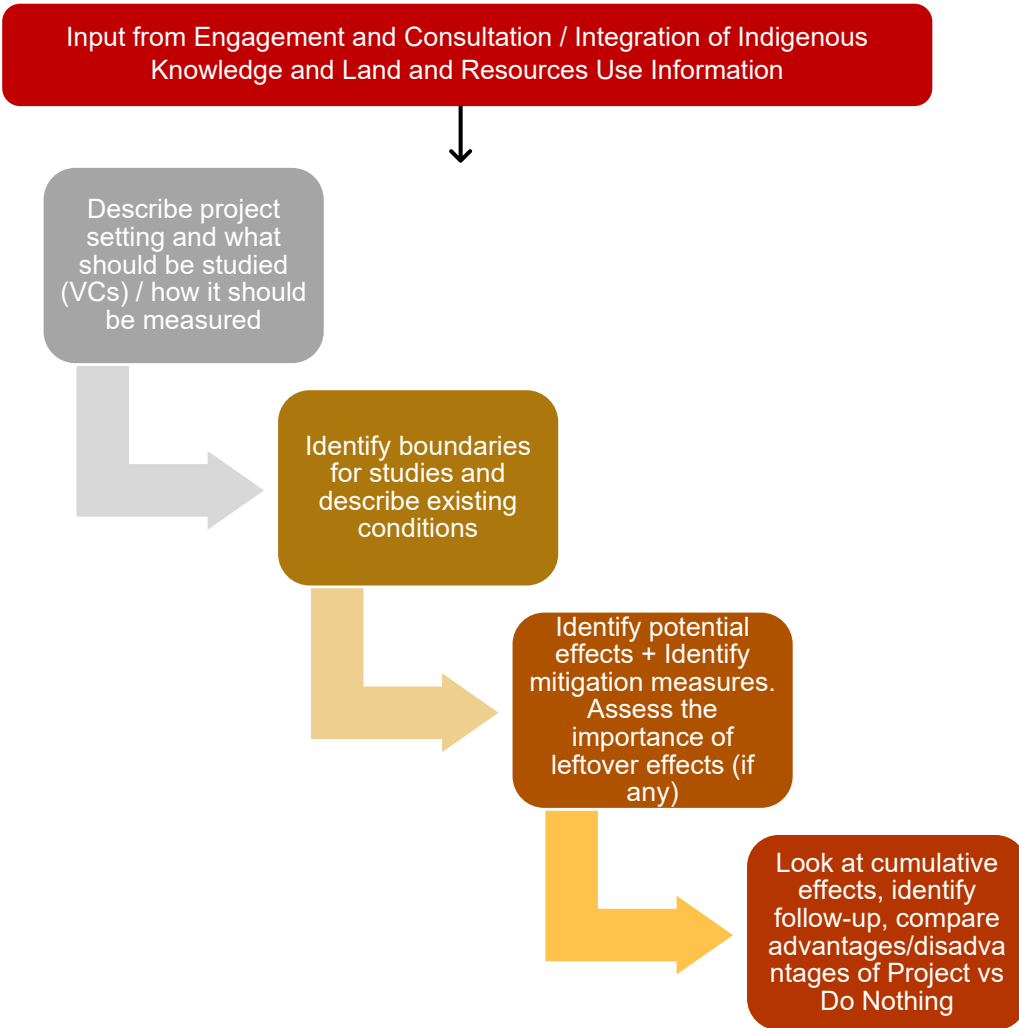 Input from Engagement and Consultation / Integration of Indigenous
Knowledge and Land and Resources Use Information
Describe project
setting and what
should be studied
(VCs) / how it should
be measured
Identify boundaries
for studies and
describe existing
conditions
Identify potential
effects + Identify
mitigation measures.
Assess the
importance of
leftover effects (if
any)
Look at cumulative
effects, identify
follow-up, compare
advantages/disadva
ntages of Project vs
Do Nothing